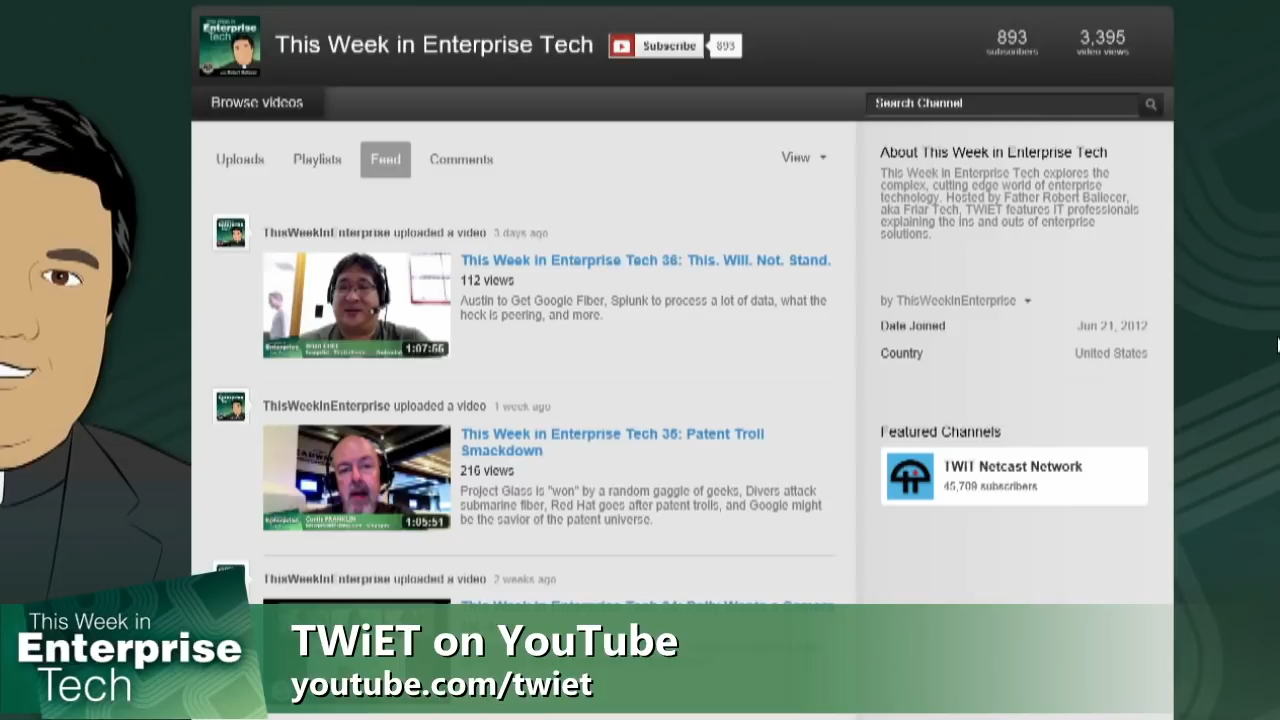 This Week in
Enterprise
Tech
This Week in Enterprise Tech
Subscribe
893
893
subscribers
3,395
video views
Browse videos
Search Channel
Uploads
Playlists
Feed
Comments
View
ThisWeekInEnterprise uploaded a video 3 days ago
This Week in Enterprise Tech 36: This. Will. Not. Stand.
112 views
Austin to Get Google Fiber, Splunk to process a lot of data, what the
heck is peering, and more.
1:07:55
ThisWeekInEnterprise uploaded a video 1 week ago
This Week in Enterprise Tech 35: Patent Troll
Smackdown
216 views
Project Glass is "won" by a random gaggle of geeks, Divers attack
submarine fiber, Red Hat goes after patent trolls, and Google might
be the savior of the patent universe.
Curtis FRANKLIN
1:05:51
ThisWeekInEnterprise uploaded a video 2 weeks ago
About This Week in Enterprise Tech
This Week in Enterprise Tech explores the
complex, cutting edge world of enterprise
technology. Hosted by Father Robert Ballecer,
aka Friar Tech, TWiET features IT professionals
explaining the ins and outs of enterprise
solutions.
by ThisWeekInEnterprise
Date Joined
Jun 21, 2012
Country
United States
Featured Channels
TWiT Netcast Network
45,709 subscribers
This Week in
Enterprise
Tech
TWiET on YouTube
youtube.com/twiet